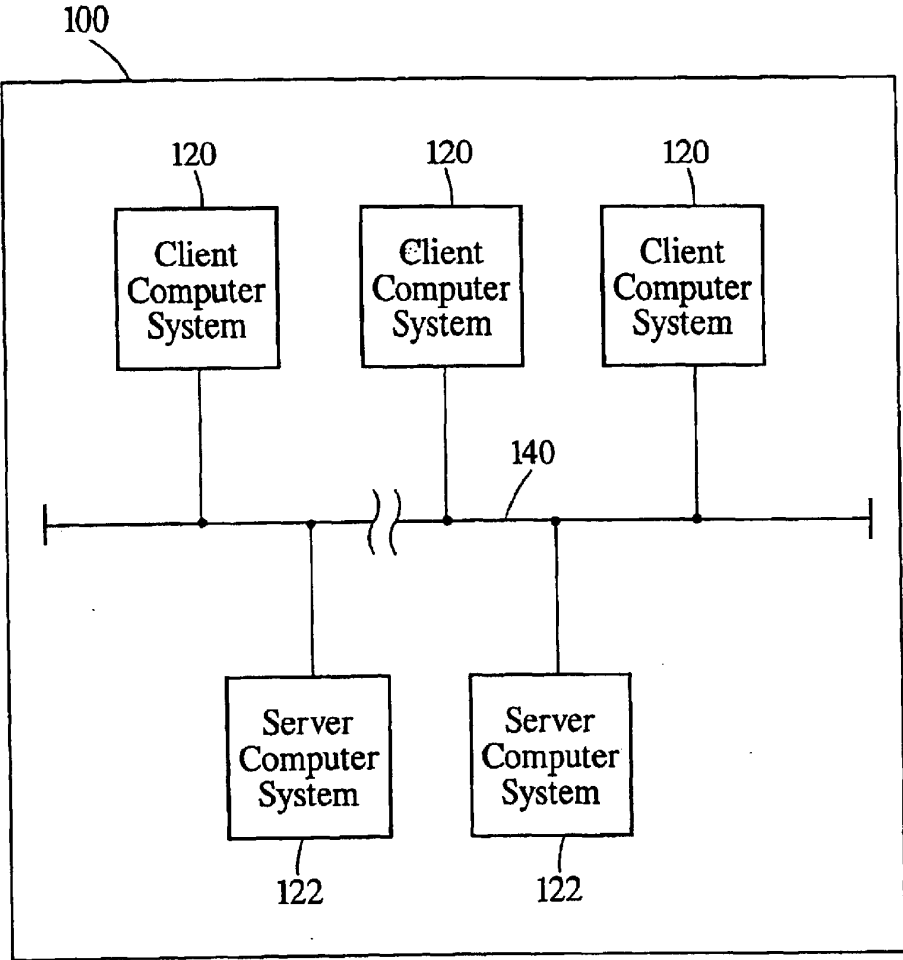 100
120
120
120
Client
Computer
System
Client
Computer
System
Client
Computer
System
140
Server
Computer
System
Server
Computer
System
122
122